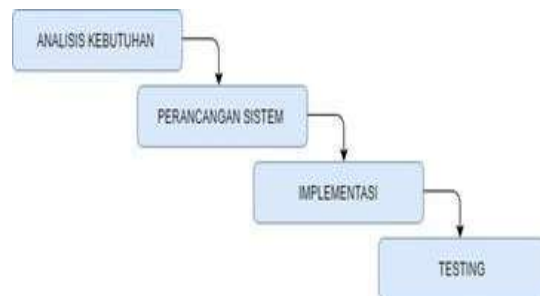 ANALISIS KEBUTUHAN
PERANCANGAN SISTEM
IMPLEMENTASI
TESTING